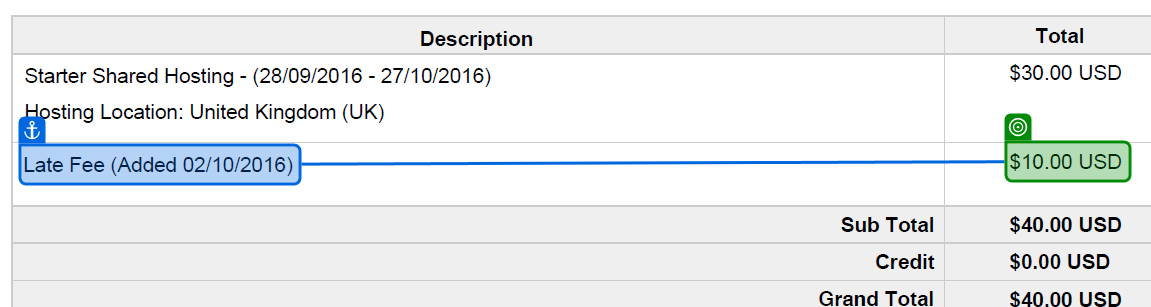 Description Total
Starter Shared Hosting - (28/09/2016 - 27/10/2016) $30.00 USD
Hosting Location: United Kingdom (UK)
Late Fee (Added 02/10/2016) $10.00 USD
Sub Total $40.00 USD
Credit $0.00 USD
Grand Total $40.00 USD